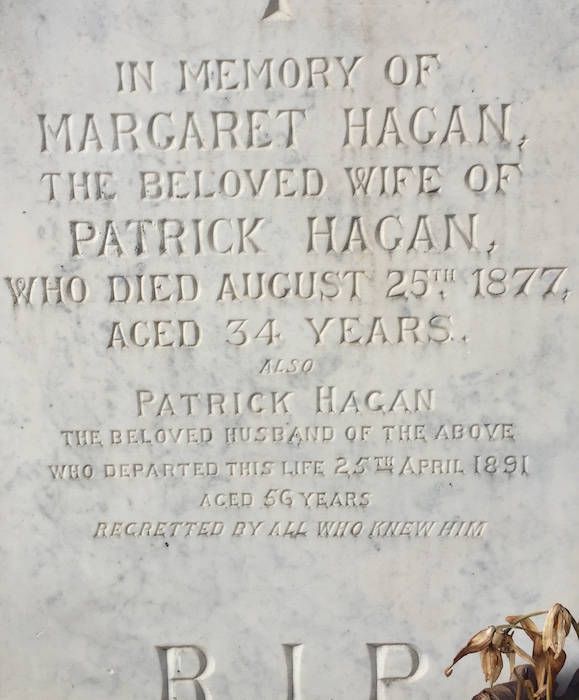 IN MEMORY OF
MARGARET HAGAN,
THE BELOVED WIFE OF
PATRICK HAGAN,
WHO DIED AUGUST 25TH 1877,
AGED 34 YEARS.
ALSO
PATRICK HAGAN
THE BELOVED HUSBAND OF THE ABOVE
WHO DEPARTED THIS LIFE 25TH APRIL 1891
AGED 56 YEARS
REGRETTED BY ALL WHO KNEW HIM
R I P